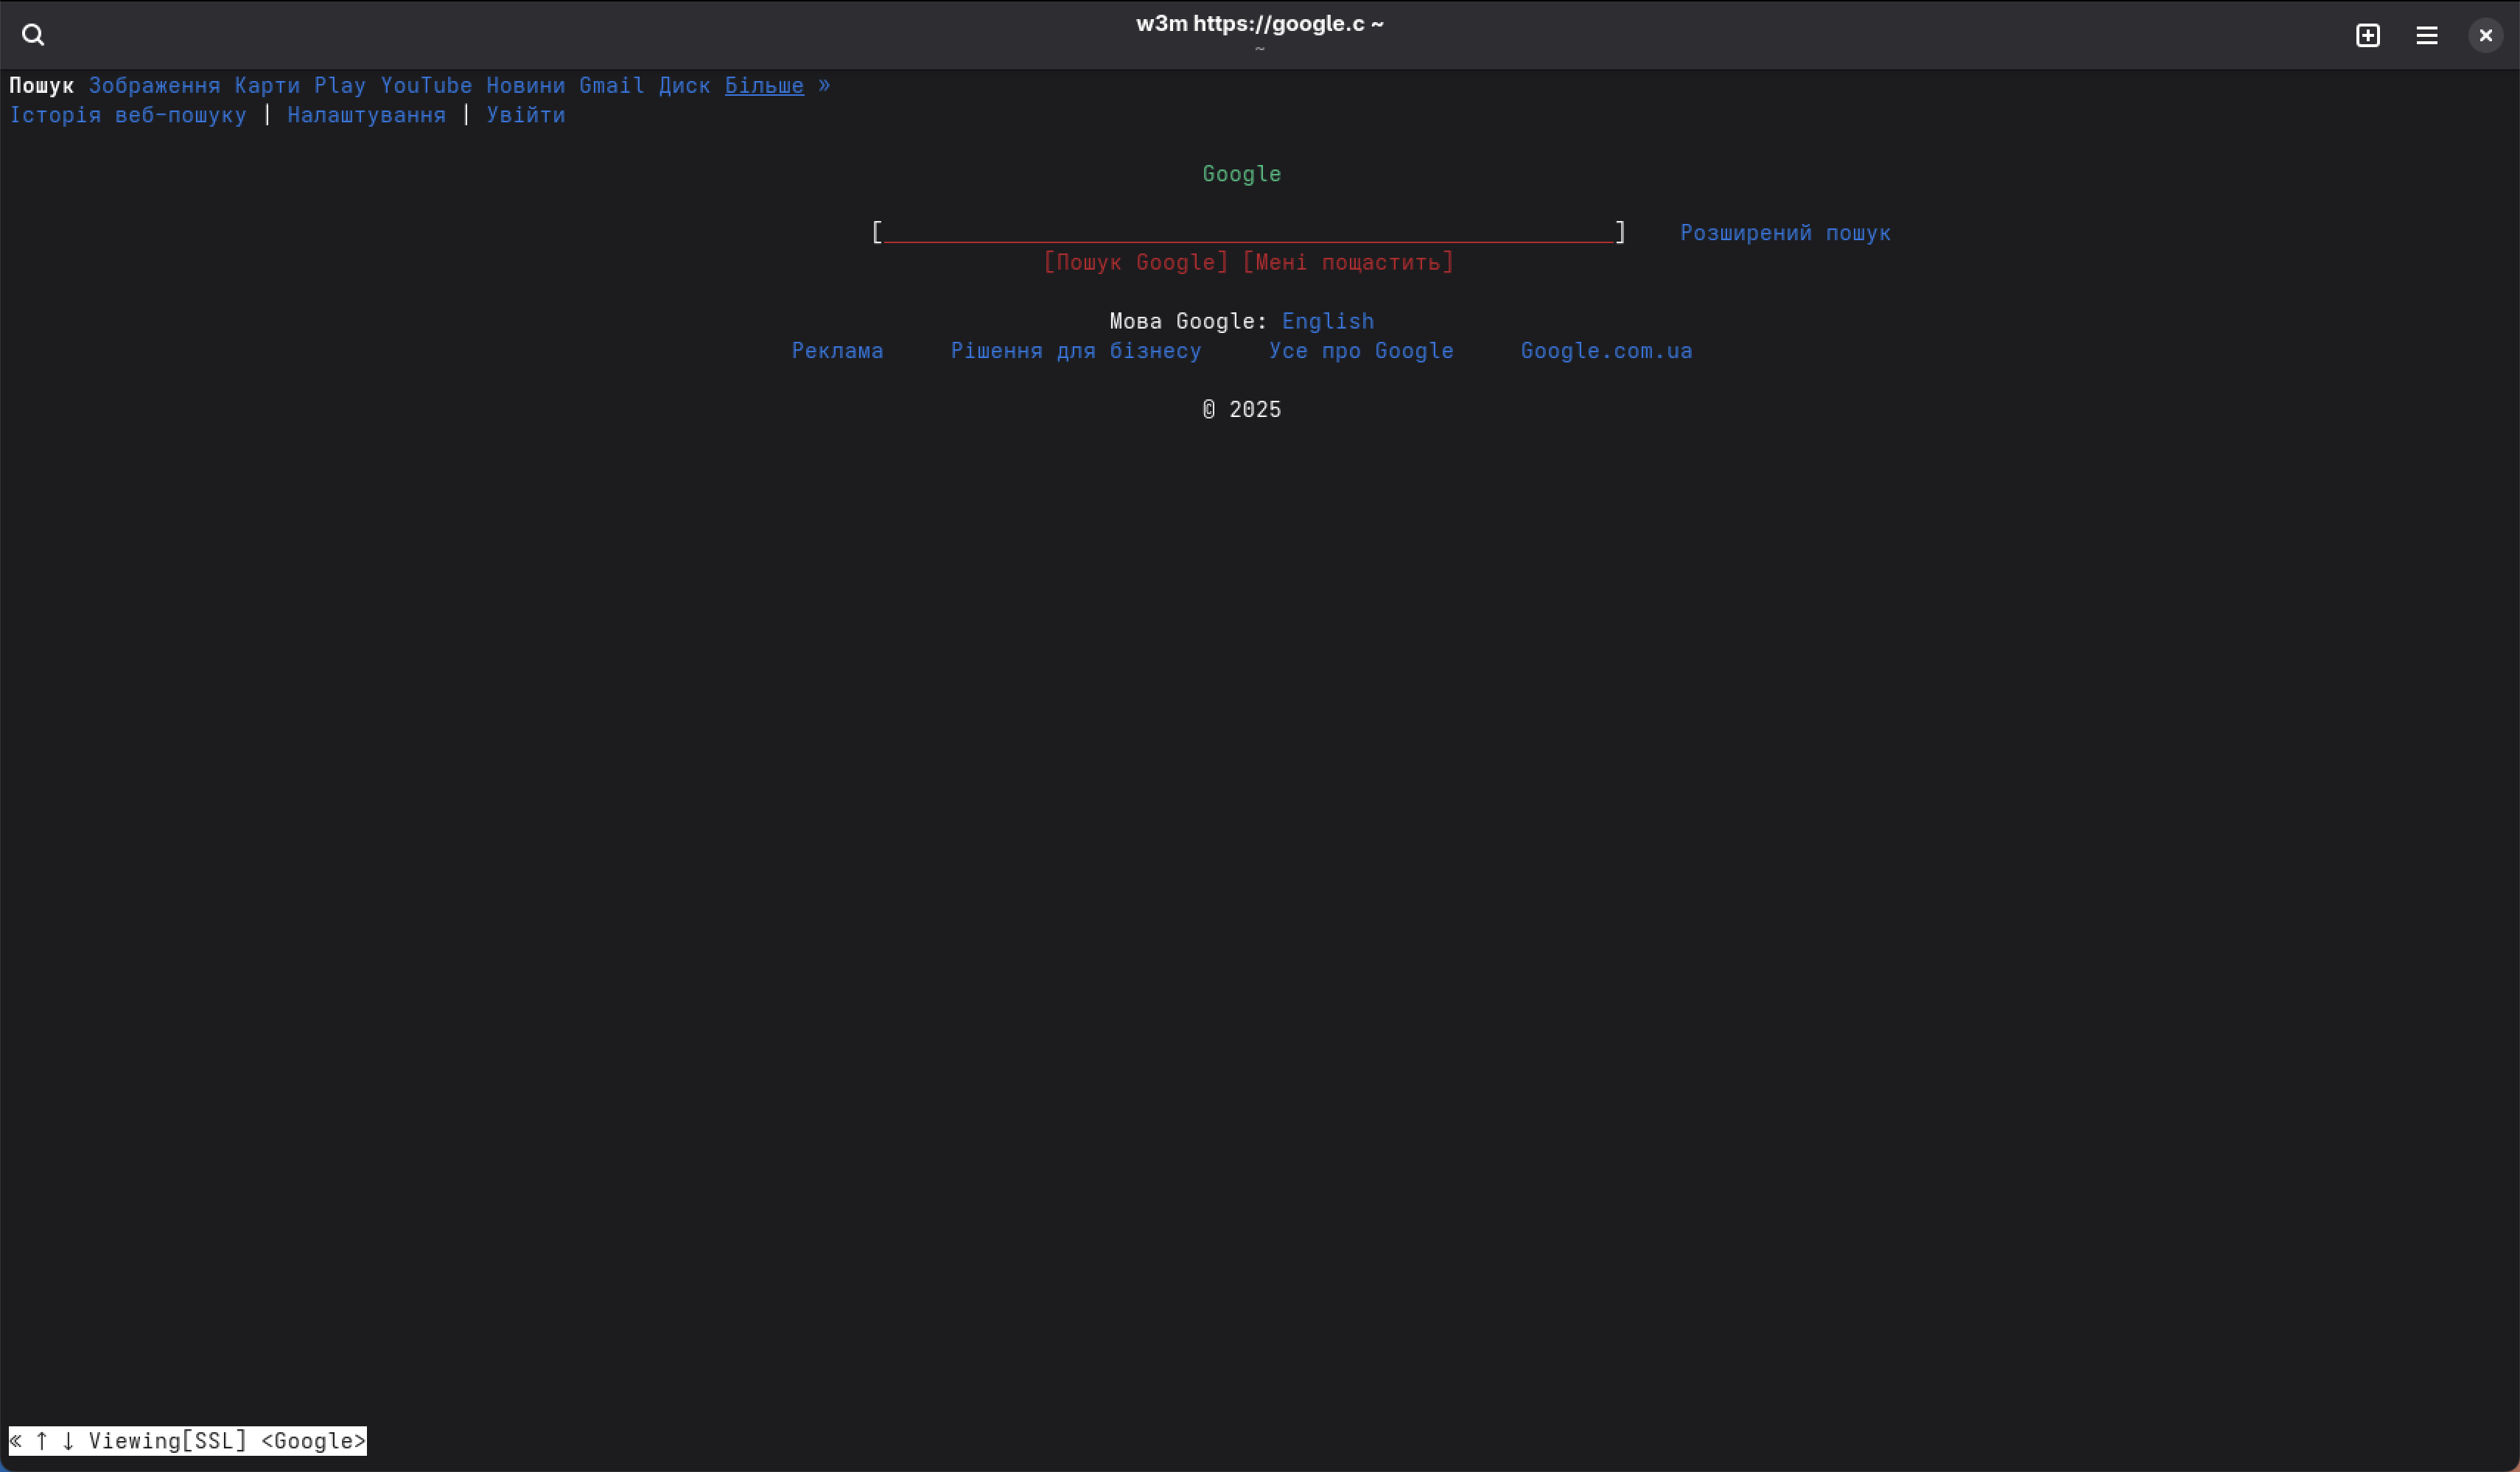 w3m https://google.c ~
~
Пошук Зображення Карти Play YouTube Новини Gmail Диск Більше »
Історія веб-пошуку | Налаштування | Увійти
Google
[ ] Розширений пошук
[Пошук Google] [Мені пощастить]
Мова Google: English
Реклама Рішення для бізнесу Усе про Google Google.com.ua
© 2025
« ↑ ↓ Viewing[SSL] <Google>